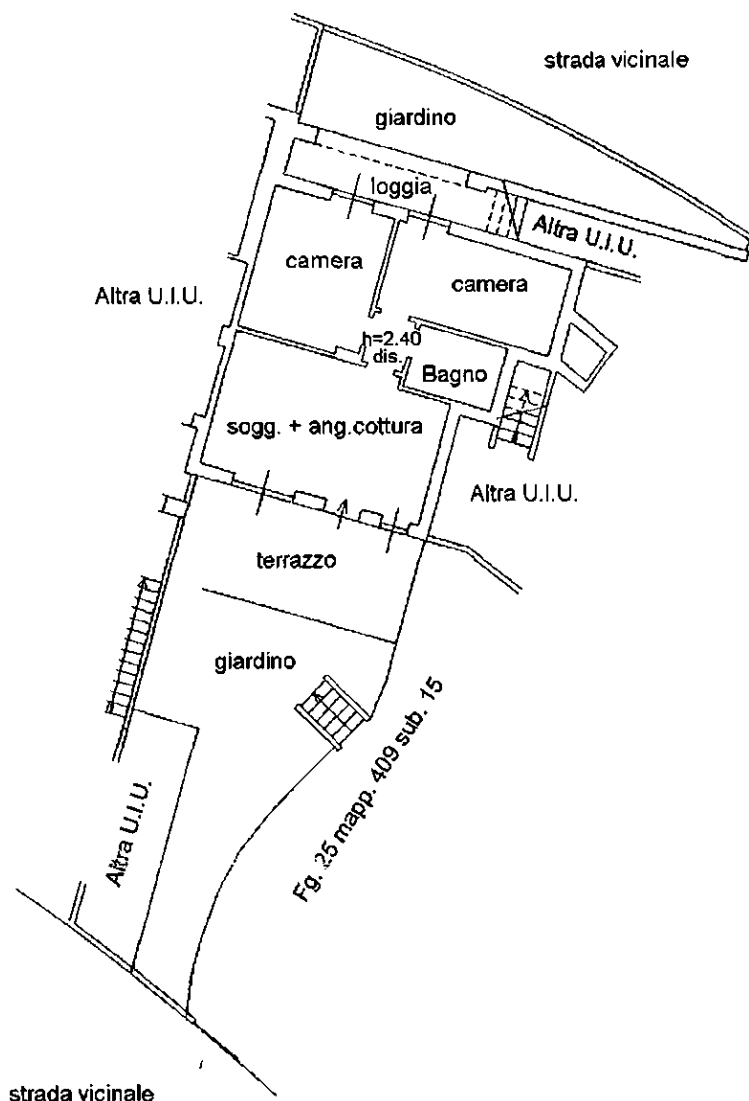 strada vicinale
giardino
loggia
Altra U.I.U.
camera
camera
Altra U.I.U.
h=2.40
dis.
Bagno
sogg. + ang.cottura
Altra U.I.U.
terrazzo
giardino
Fg. 25 mapp. 409 sub. 15
Altra U.I.U.
strada vicinale